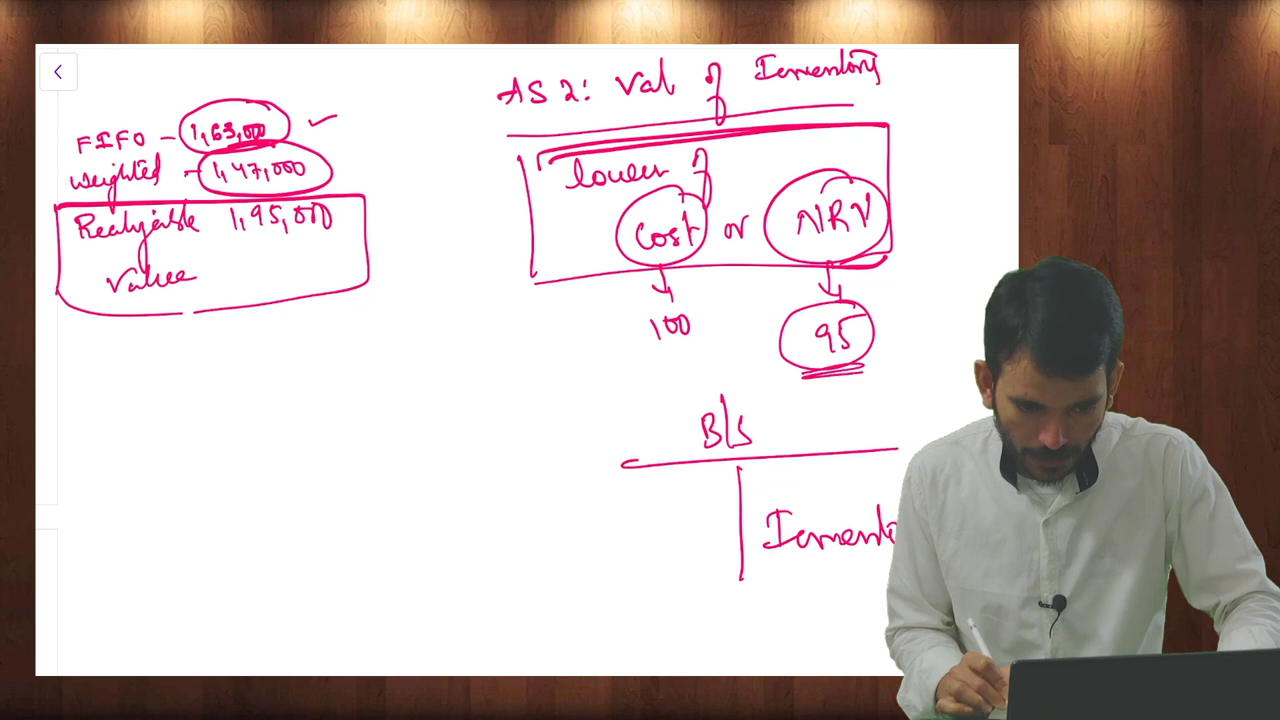 AS 2: Val of Inventory
FIFO - 1,63,000
weighted - 1,47,000
Realizable 1,95,000
Value
lower of
Cost or NRV
100
95
B/S